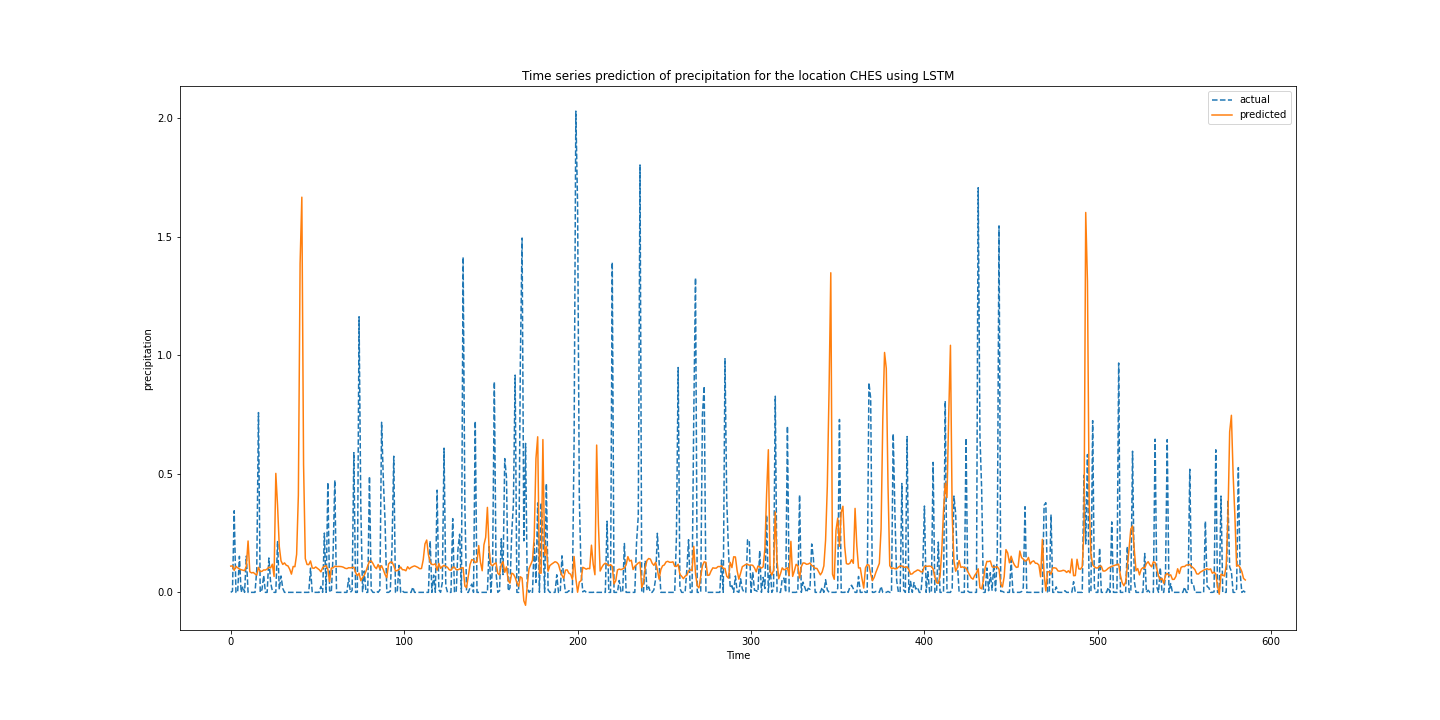 Time series prediction of precipitation for the location CHES using LSTM
actual
predicted
2.0
1.5
1.0
0.5
0.0
precipitation
0 100 200 300 400 500 600
Time